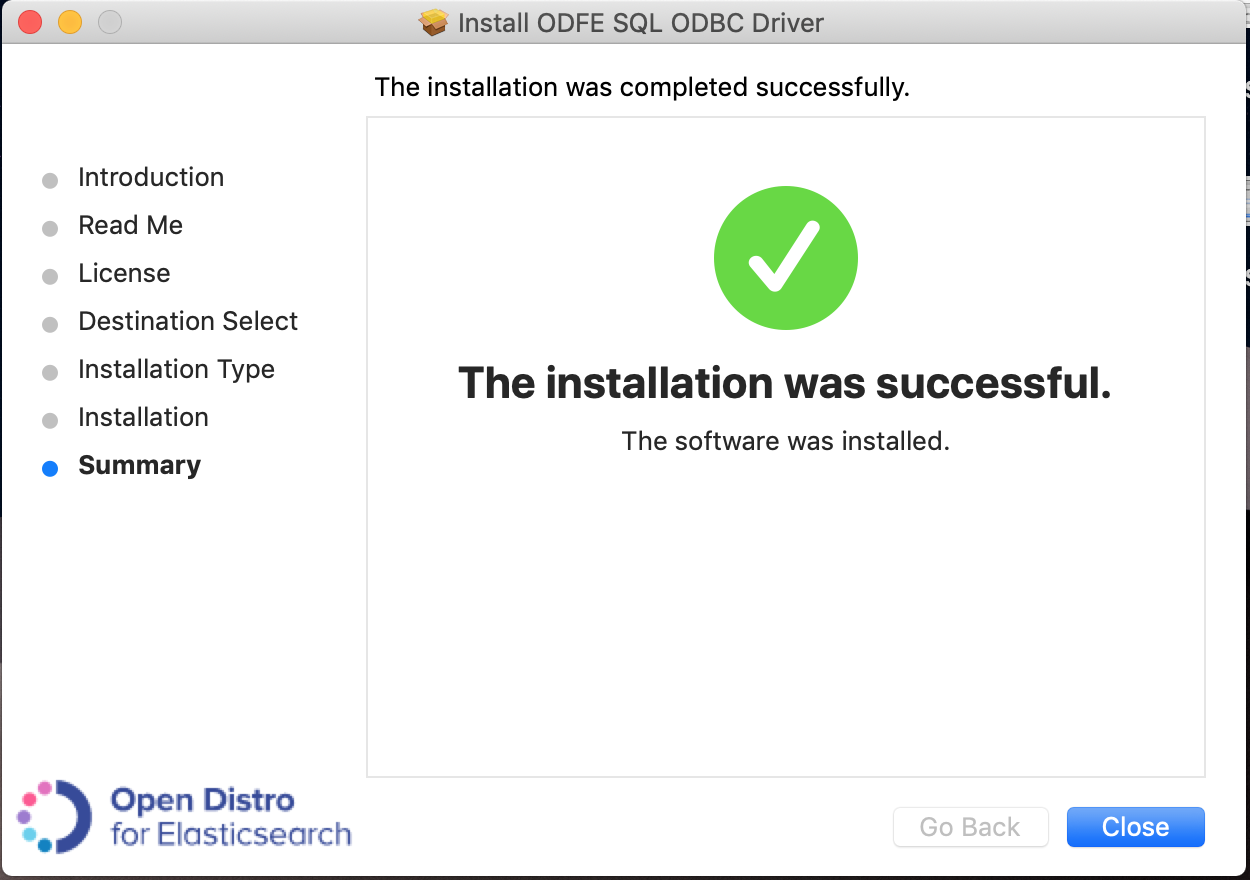 Install ODFE SQL ODBC Driver
The installation was completed successfully.
Introduction
Read Me
License
Destination Select
Installation Type
Installation
Summary
The installation was successful.
The software was installed.
Open Distro
for Elasticsearch
Go Back
Close